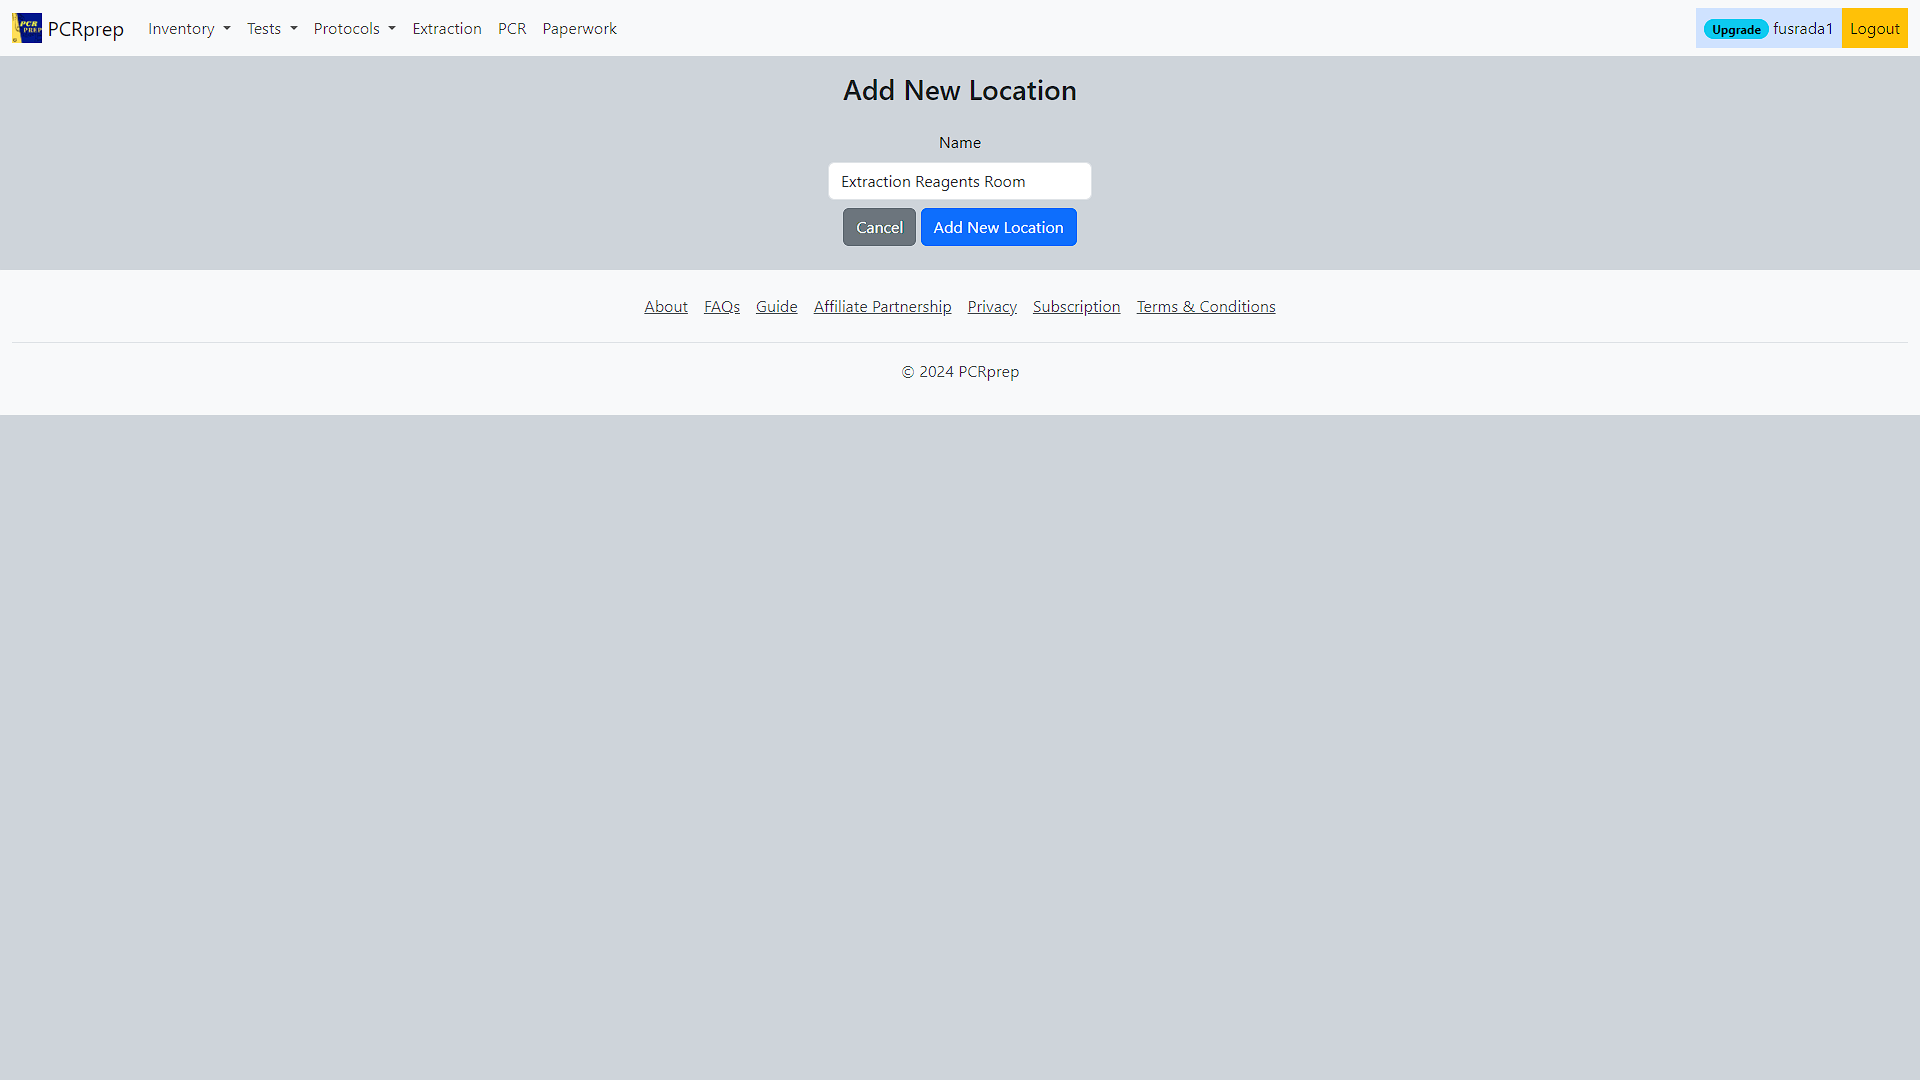 PCR PREP PCRprep Inventory Tests Protocols Extraction PCR Paperwork Upgrade fusrada1 Logout
Add New Location
Name
Extraction Reagents Room
Cancel Add New Location
About FAQs Guide Affiliate Partnership Privacy Subscription Terms & Conditions
© 2024 PCRprep